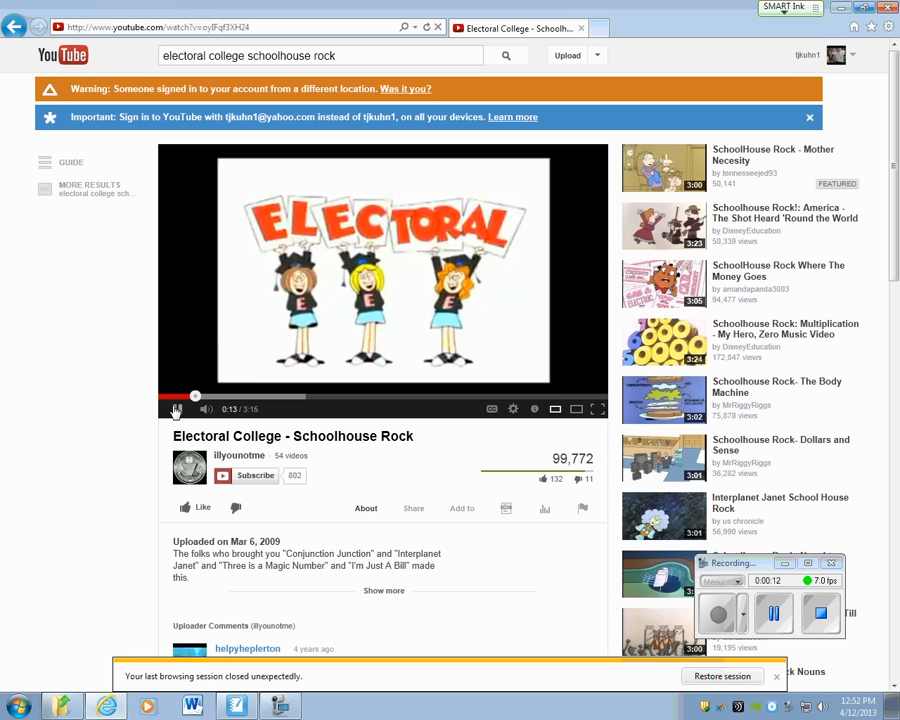 SMART Ink
http://www.youtube.com/watch?v=oyIFqf3XH24
Electoral College - Schoolh...
YouTube
electoral college schoolhouse rock
Upload
tjkuhn1
Warning: Someone signed in to your account from a different location. Was it you?
Important: Sign in to YouTube with tjkuhn1@yahoo.com instead of tjkuhn1, on all your devices. Learn more
GUIDE
MORE RESULTS
electoral college sch...
ELECTORAL
E E E
0:13 / 3:15
Electoral College - Schoolhouse Rock
illyounotme · 54 videos
Subscribe 802
99,772
132 11
Like
About Share Add to
Uploaded on Mar 6, 2009
The folks who brought you "Conjunction Junction" and "Interplanet
Janet" and "Three is a Magic Number" and "I'm Just A Bill" made
this.
Show more
Uploader Comments (illyounotme)
helpyheplerton 4 years ago
SchoolHouse Rock - Mother
Necesity
by tennesseejed93
50,141
FEATURED
3:00
Schoolhouse Rock!: America -
The Shot Heard 'Round the World
by DisneyEducation
50,339 views
3:23
SchoolHouse Rock Where The
Money Goes
by amandapanda3003
94,477 views
3:05
Schoolhouse Rock: Multiplication
- My Hero, Zero Music Video
by DisneyEducation
172,847 views
3:24
Schoolhouse Rock- The Body
Machine
by MrRiggyRiggs
75,870 views
3:02
Schoolhouse Rock- Dollars and
Sense
by MrRiggyRiggs
36,282 views
3:01
Interplanet Janet School House
Rock
by us chronicle
56,990 views
3:01
Recording...
0:00:12
7.0 fps
19,195 views
3:00
Your last browsing session closed unexpectedly.
Restore session
12:52 PM
4/12/2013